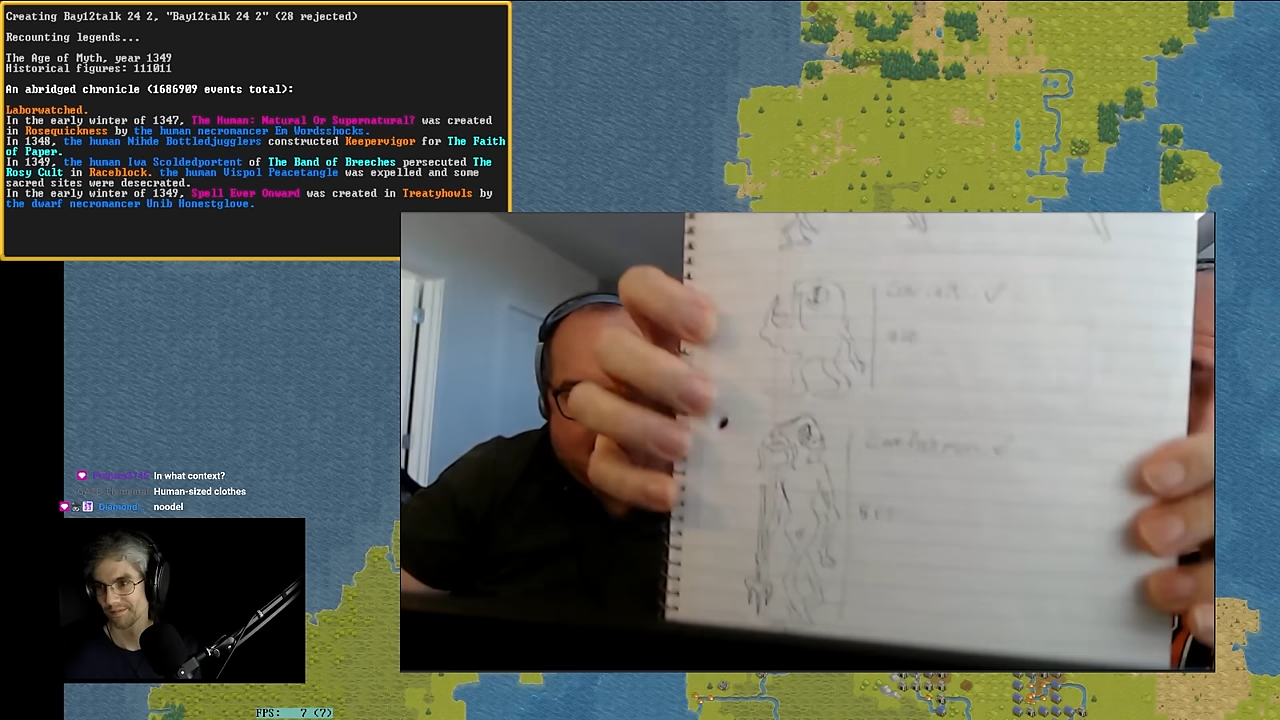 Creating Bay12talk 24 2, "Bay12talk 24 2" (28 rejected)
Recounting legends...
The Age of Myth, year 1349
Historical figures: 111011
An abridged chronicle (1686909 events total):
Laborwatched.
In the early winter of 1347, The Human: Natural Or Supernatural? was created
in Rosequickness by the human necromancer Em Wordsshocks.
In 1348, the human Nihde Bottledjugglers constructed Keepervigor for The Faith
of Paper.
In 1349, the human Iwa Scoldedportent of The Band of Breeches persecuted The
Rosy Cult in Raceblock. the human Vispol Peacetangle was expelled and some
sacred sites were desecrated.
In the early winter of 1349, Spell Ever Onward was created in Treatyhowls by
the dwarf necromancer Unib Honestglove.
In what context?
Human-sized clothes
Diamond noodel
FPS: 7 (7)